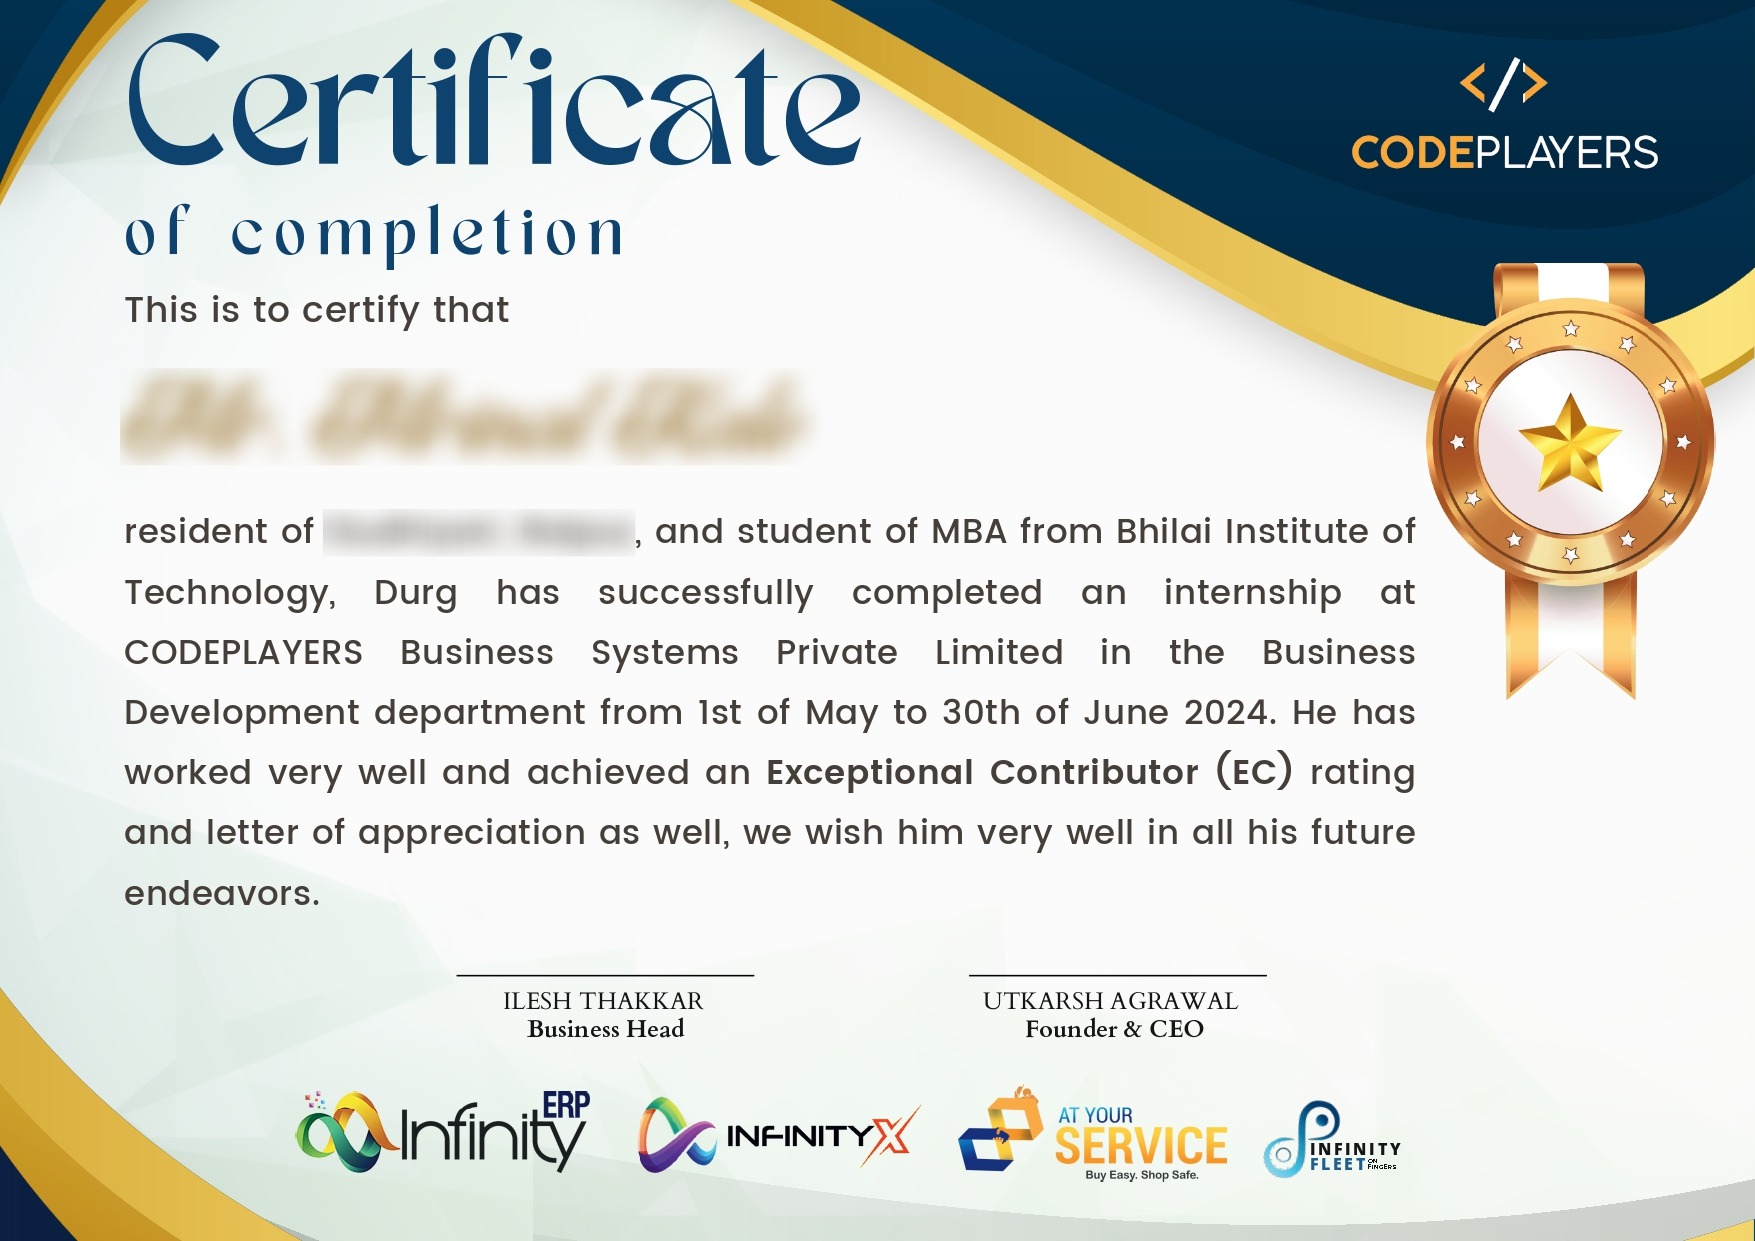 Certificate
of completion
CODEPLAYERS
This is to certify that
resident of , and student of MBA from Bhilai Institute of
Technology, Durg has successfully completed an internship at
CODEPLAYERS Business Systems Private Limited in the Business
Development department from 1st of May to 30th of June 2024. He has
worked very well and achieved an Exceptional Contributor (EC) rating
and letter of appreciation as well, we wish him very well in all his future
endeavors.
ILESH THAKKAR
Business Head
UTKARSH AGRAWAL
Founder & CEO
Infinity ERP
INFINITY X
AT YOUR
SERVICE
Buy Easy. Shop Safe.
INFINITY
FLEET ON FINGERS